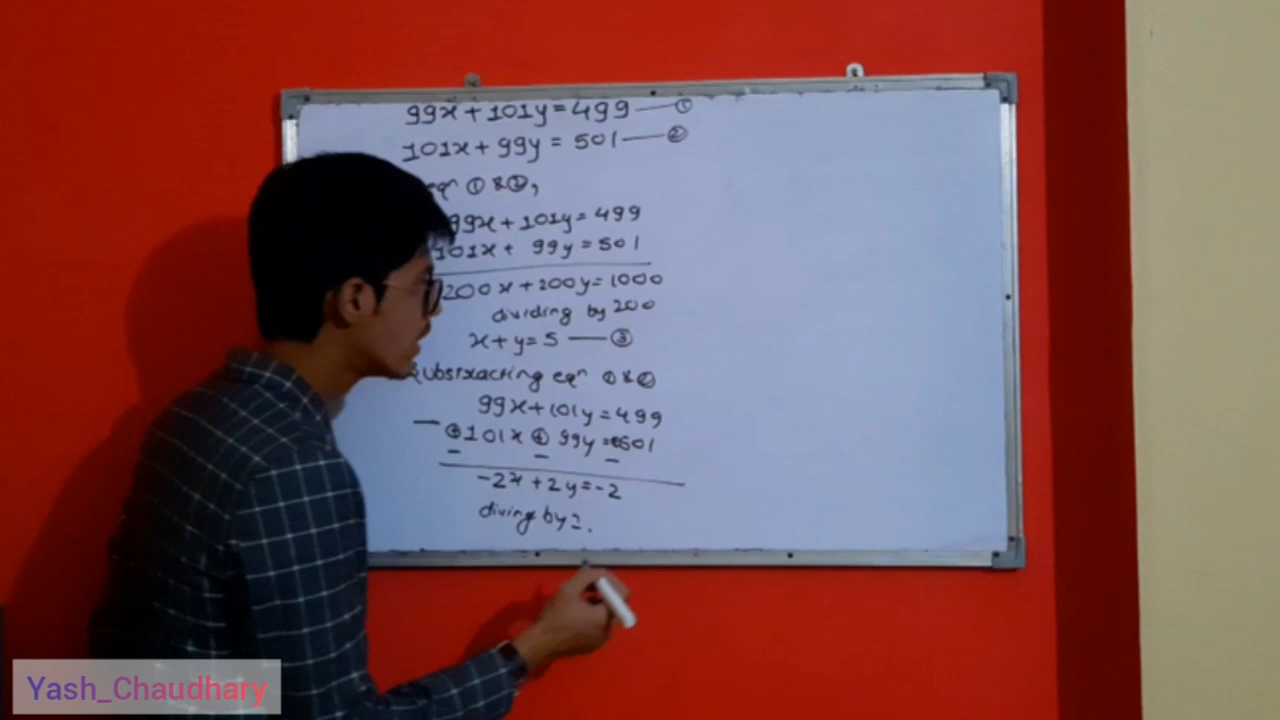 99x + 101y = 499 — ①
101x + 99y = 501 — ②
eqn ① & ②,
99x + 101y = 499
101x + 99y = 501
200x + 200y = 1000
dividing by 200
x + y = 5 — ③
Substracting eqn ① & ②
99x + 101y = 499
— ⊕101x ⊕ 99y = ⊕501
— — —
-2x + 2y = -2
diving by 2.
Yash_Chaudhary